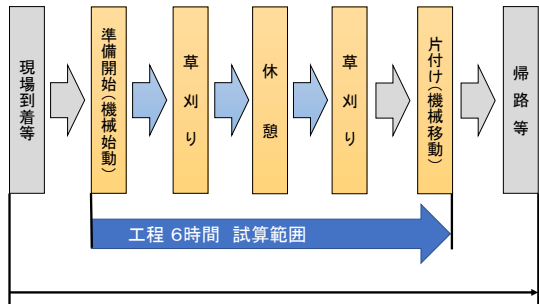 現場到着等
準備開始(機械始動)
草刈り
休憩
草刈り
片付け(機械移動)
帰路等
工程 6時間 試算範囲